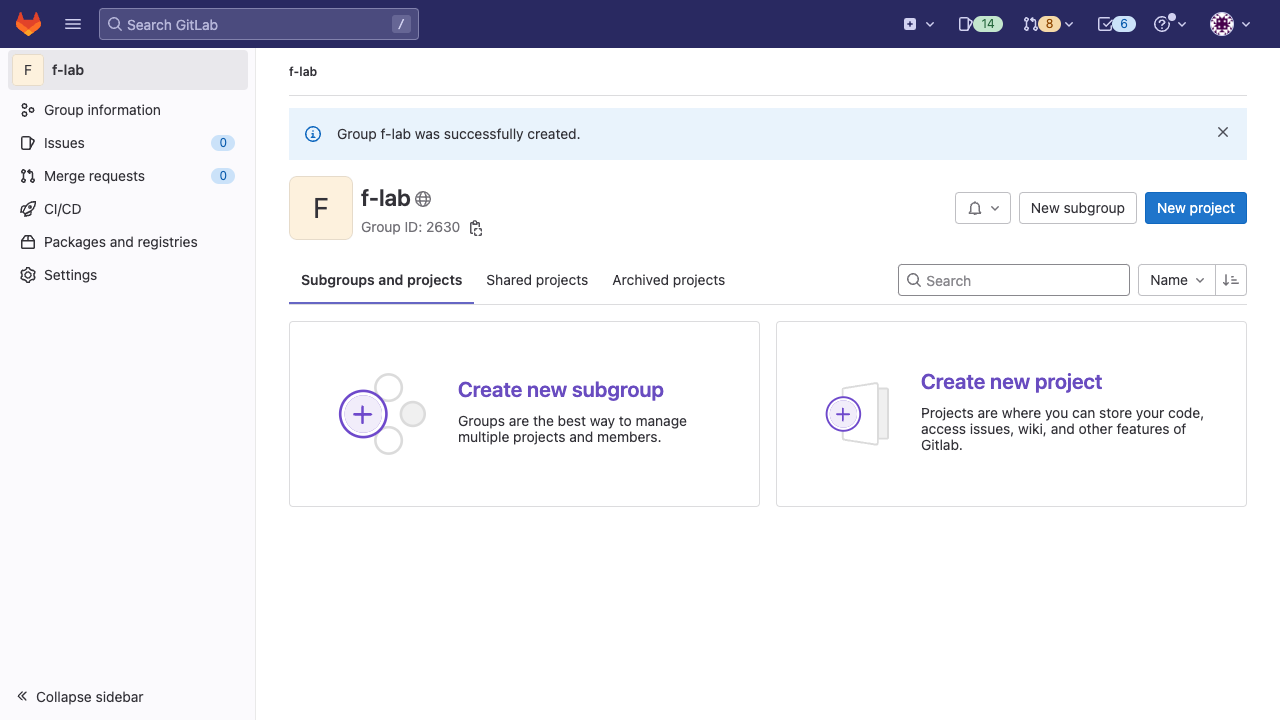 Search GitLab
/
14
8
6
F
f-lab
Group information
Issues
0
Merge requests
0
CI/CD
Packages and registries
Settings
Collapse sidebar
f-lab
Group f-lab was successfully created.
F
f-lab
Group ID: 2630
New subgroup
New project
Subgroups and projects
Shared projects
Archived projects
Search
Name
Create new subgroup
Groups are the best way to manage
multiple projects and members.
Create new project
Projects are where you can store your code,
access issues, wiki, and other features of
Gitlab.